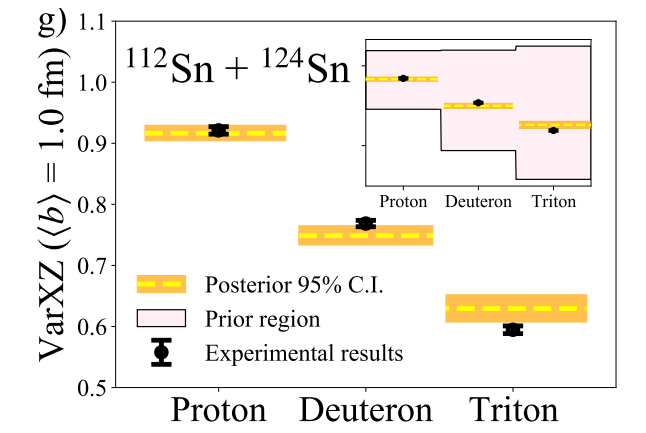 g)
VarXZ (⟨b⟩ = 1.0 fm)
1.1
1.0
0.9
0.8
0.7
0.6
0.5
¹¹²Sn + ¹²⁴Sn
Proton Deuteron Triton
Posterior 95% C.I.
Prior region
Experimental results
Proton Deuteron Triton